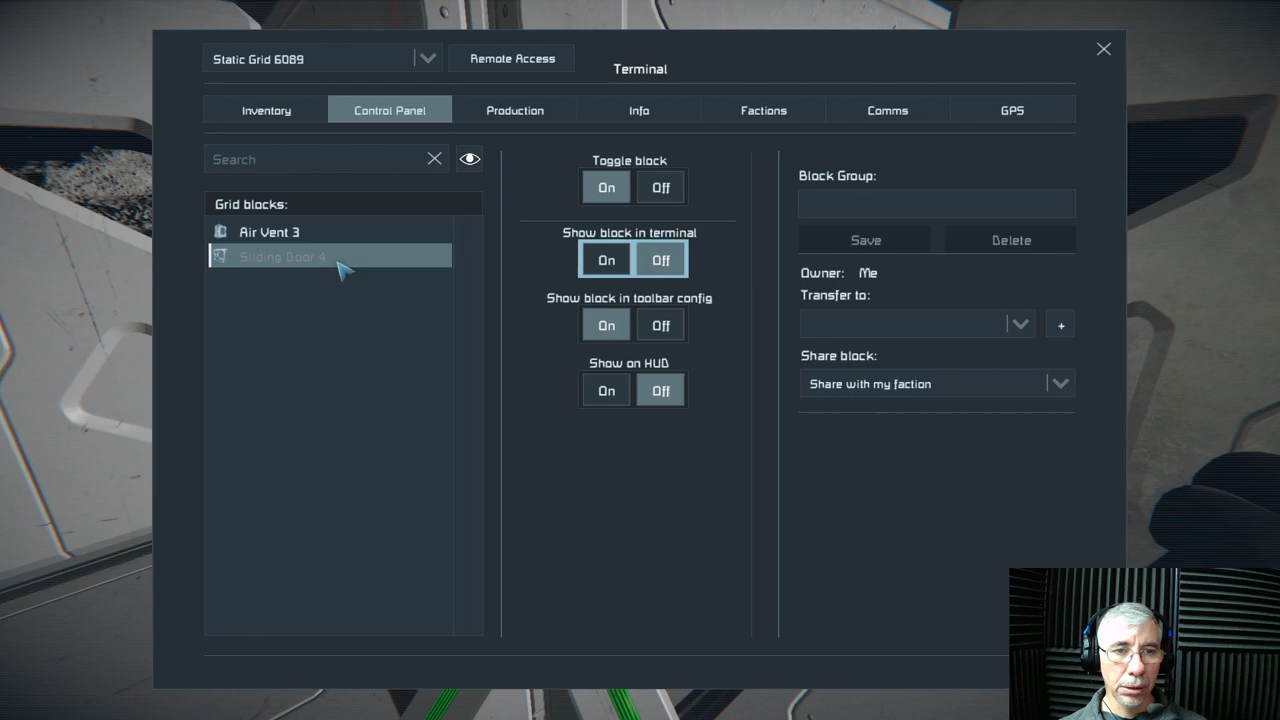 Static Grid 6089
Remote Access
Terminal
Inventory
Control Panel
Production
Info
Factions
Comms
GPS
Search
Grid blocks:
Air Vent 3
Sliding Door 4
Toggle block
On Off
Show block in terminal
On Off
Show block in toolbar config
On Off
Show on HUD
On Off
Block Group:
Save
Delete
Owner: Me
Transfer to:
+
Share block:
Share with my faction